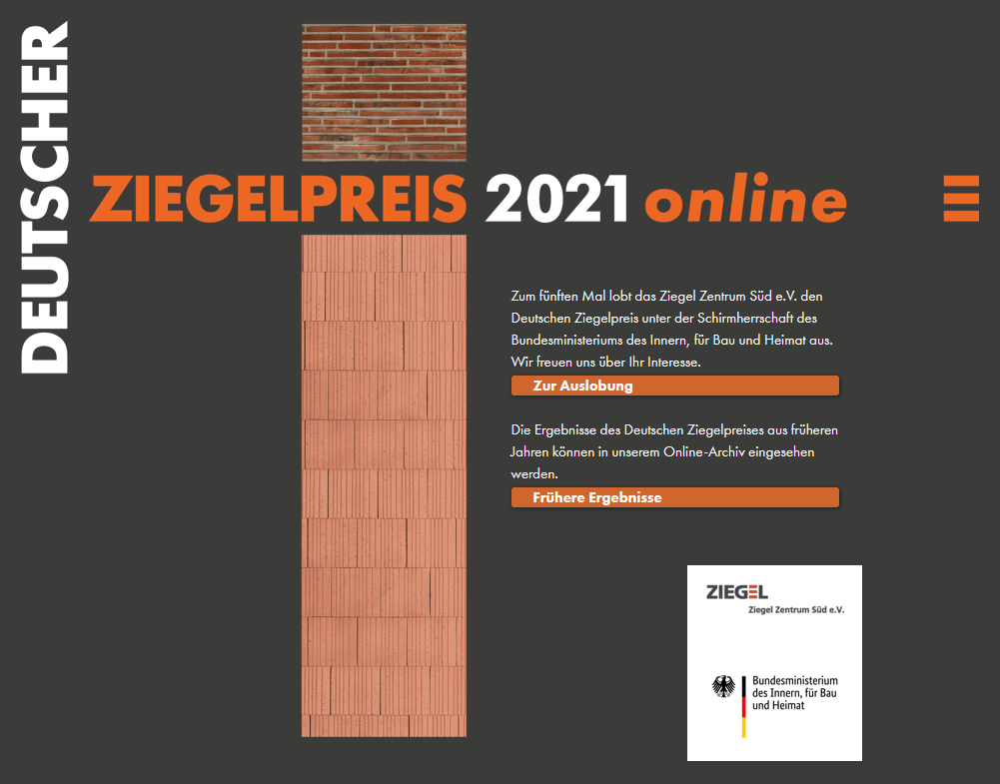 DEUTSCHER
ZIEGELPREIS 2021 online
Zum fünften Mal lobt das Ziegel Zentrum Süd e.V. den
Deutschen Ziegelpreis unter der Schirmherrschaft des
Bundesministeriums des Innern, für Bau und Heimat aus.
Wir freuen uns über Ihr Interesse.
Zur Auslobung
Die Ergebnisse des Deutschen Ziegelpreises aus früheren
Jahren können in unserem Online-Archiv eingesehen
werden.
Frühere Ergebnisse
ZIEGEL
Ziegel Zentrum Süd e.V.
Bundesministerium
des Innern, für Bau
und Heimat